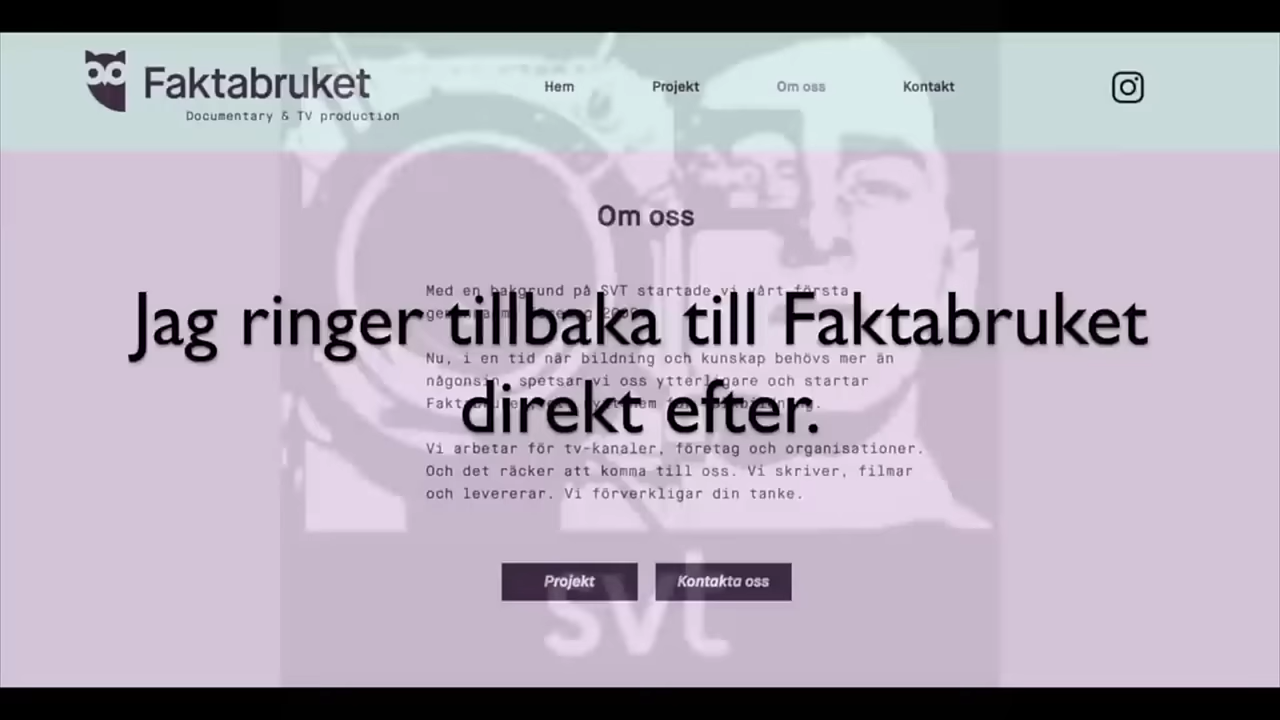 Faktabruket
Documentary & TV production
Hem
Projekt
Om oss
Kontakt
Om oss
Med en bakgrund på SVT startade vi vårt första
Jag ringer tillbaka till Faktabruket
Nu, i en tid när bildning och kunskap behövs mer än
någonsin, spetsar vi oss ytterligare och startar
direkt efter.
Vi arbetar för tv-kanaler, företag och organisationer.
Och det räcker att komma till oss. Vi skriver, filmar
och levererar. Vi förverkligar din tanke.
Projekt
Kontakta oss
svt